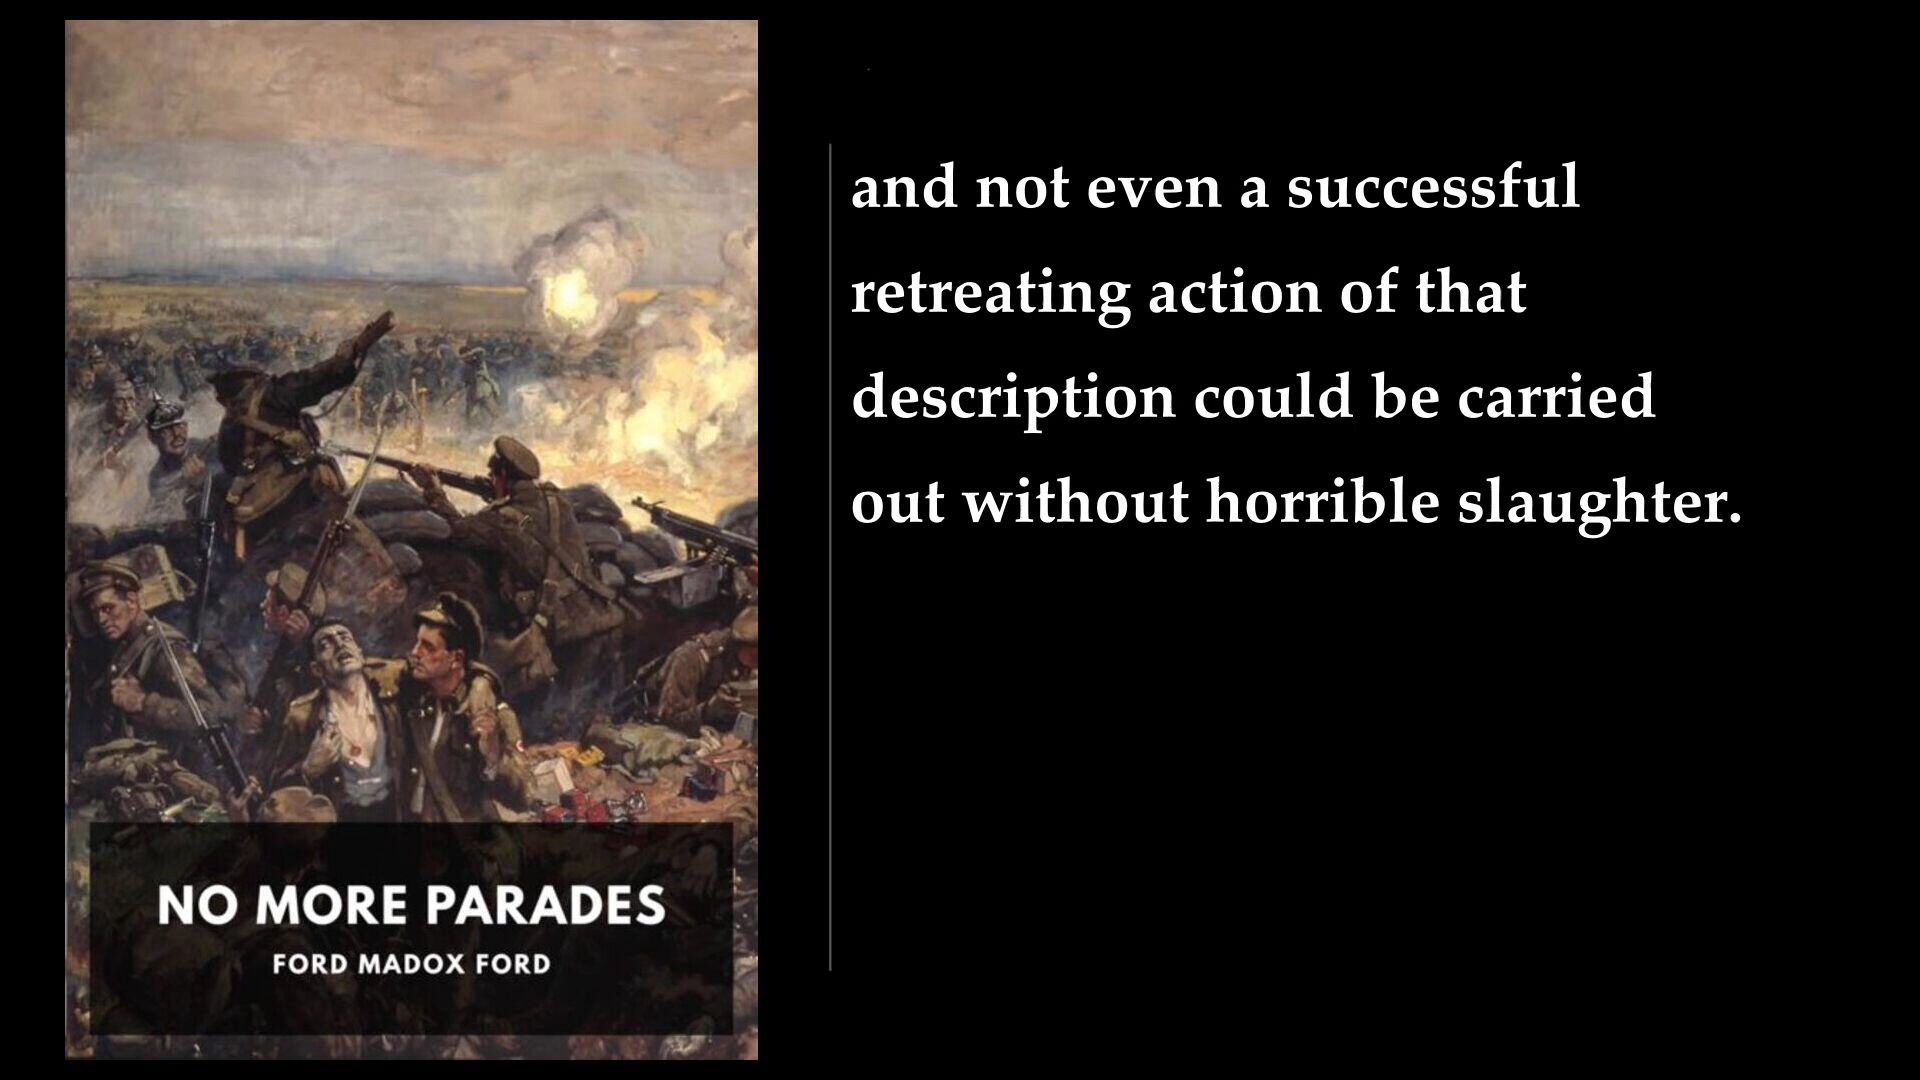 and not even a successful
retreating action of that
description could be carried
out without horrible slaughter.
NO MORE PARADES
FORD MADOX FORD